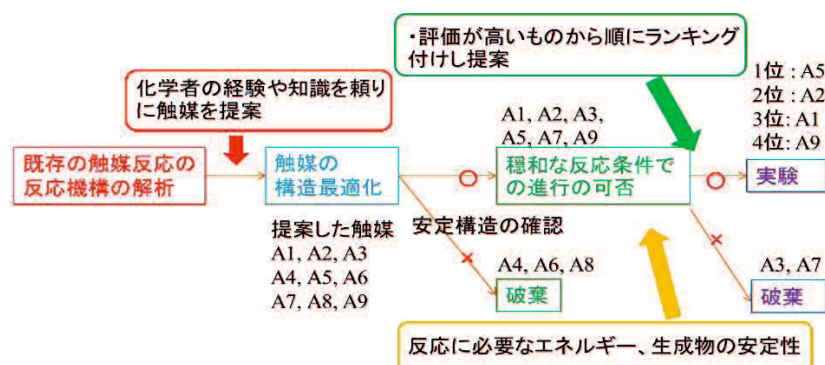 ・評価が高いものから順にランキング
付けし提案
化学者の経験や知識を頼り
に触媒を提案
1位 : A5
2位 : A2
3位: A1
4位: A9
A1, A2, A3,
A5, A7, A9
既存の触媒反応の
反応機構の解析
触媒の
構造最適化
○
穏和な反応条件で
の進行の可否
○
実験
提案した触媒
A1, A2, A3
A4, A5, A6
A7, A8, A9
安定構造の確認
×
×
A4, A6, A8
破棄
A3, A7
破棄
反応に必要なエネルギー、生成物の安定性